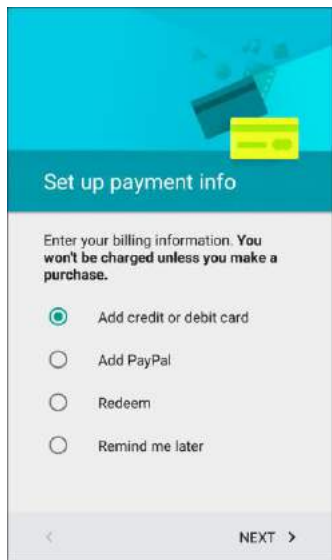 Set up payment info
Enter your billing information. You
won't be charged unless you make a
purchase.
Add credit or debit card
Add PayPal
Redeem
Remind me later
NEXT